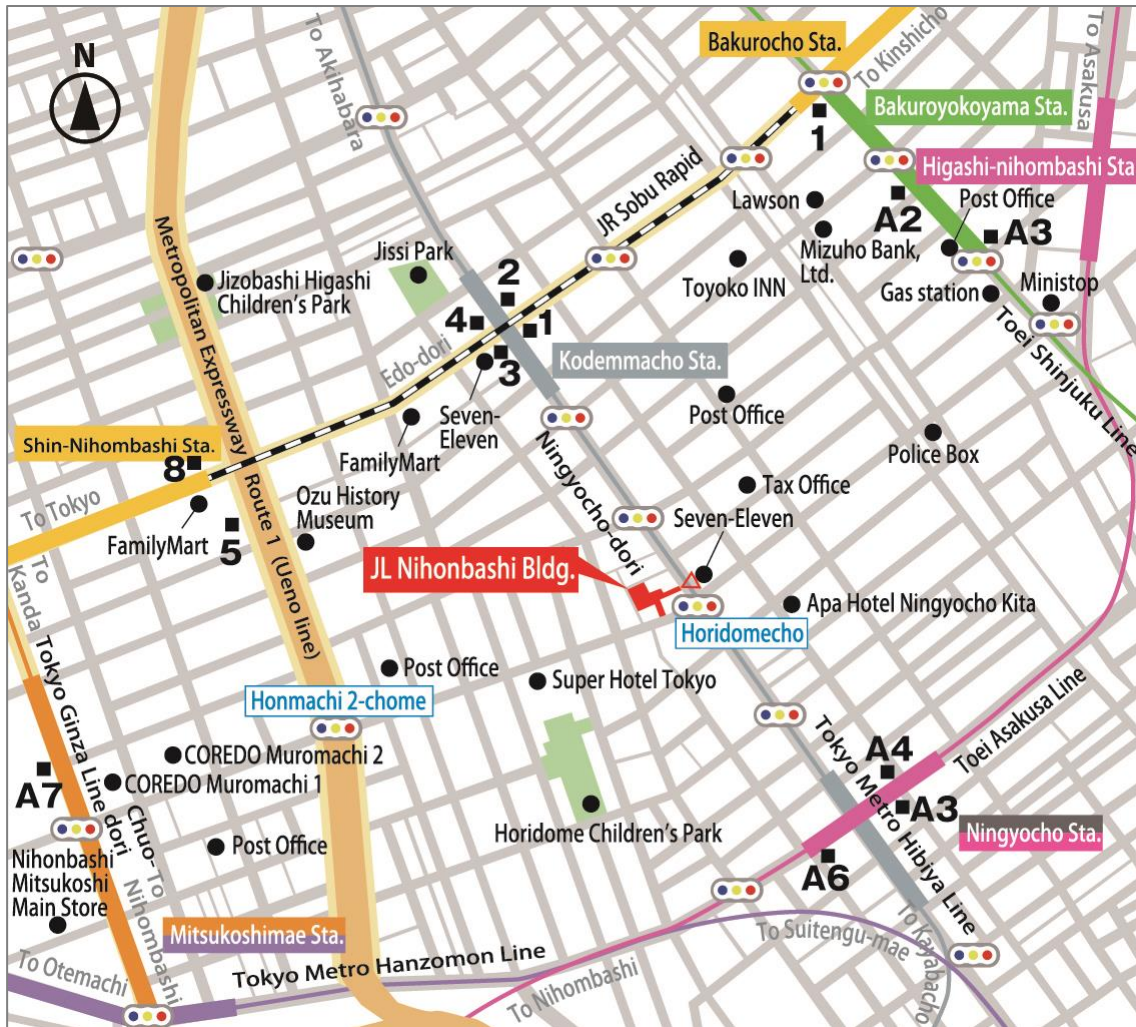 N
To Akihabara
Bakurocho Sta.
To Kinshicho
To Asakusa
Bakuroyokoyama Sta.
1
Higashi-nihombashi Sta
JR Sobu Rapid
Lawson
A2
Post Office
A3
Mizuho Bank,
Ltd.
Metropolitan Expressway
Route 1 (Ueno line)
Jissi Park
Jizobashi Higashi
Children's Park
Toyoko INN
Gas station
Ministop
2
4
1
3
Edo-dori
Kodemmacho Sta.
Toei Shinjuku Line
Seven-
Eleven
Post Office
FamilyMart
Police Box
Shin-Nihombashi Sta.
8
Ningyocho-dori
To Tokyo
Ozu History
Museum
Tax Office
Seven-Eleven
FamilyMart
5
JL Nihonbashi Bldg.
To
Kanda
Apa Hotel Ningyocho Kita
Horidomecho
Tokyo Ginza Line
Post Office
Super Hotel Tokyo
Honmachi 2-chome
Toei Asakusa Line
Tokyo Metro Hibiya Line
COREDO Muromachi 2
COREDO Muromachi 1
A7
A4
A3
Chuo-
dori
Horidome Children's Park
Ningyocho Sta.
Post Office
A6
Nihonbashi
Mitsukoshi
Main Store
To
Nihombashi
Mitsukoshimae Sta.
To Otemachi
Tokyo Metro Hanzomon Line
To Nihombashi
To Suitengu-mae
To Kayabacho